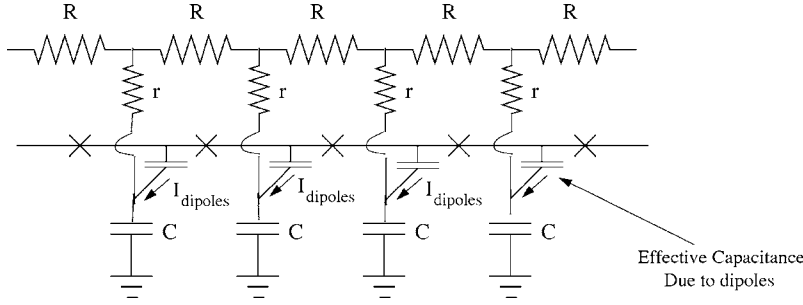 R R R R R
r r r r
I dipoles I dipoles I dipoles
C C C C
Effective Capacitance
Due to dipoles